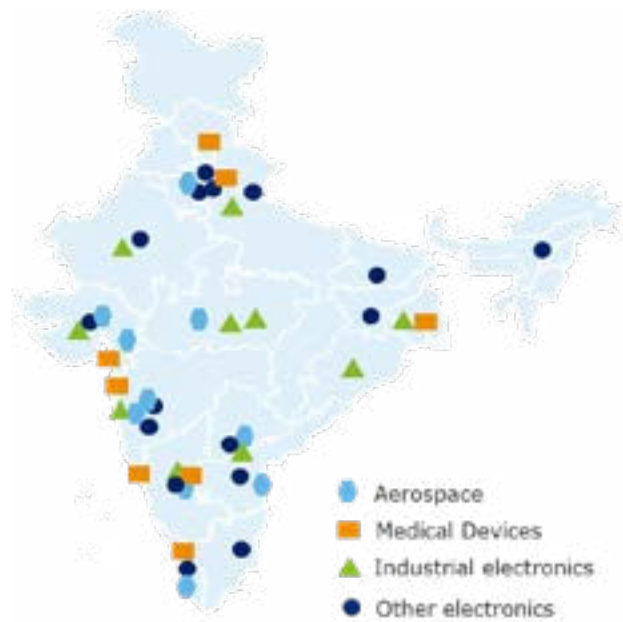 Aerospace
Medical Devices
Industrial electronics
Other electronics